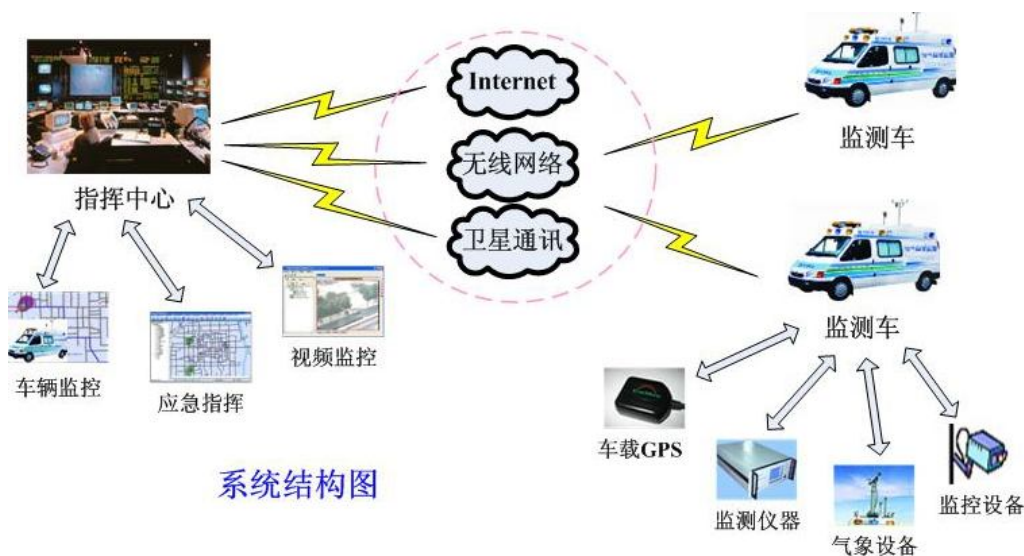 Internet
无线网络
卫星通讯
指挥中心
车辆监控
应急指挥
视频监控
监测车
监测车
车载GPS
监测仪器
气象设备
监控设备
系统结构图